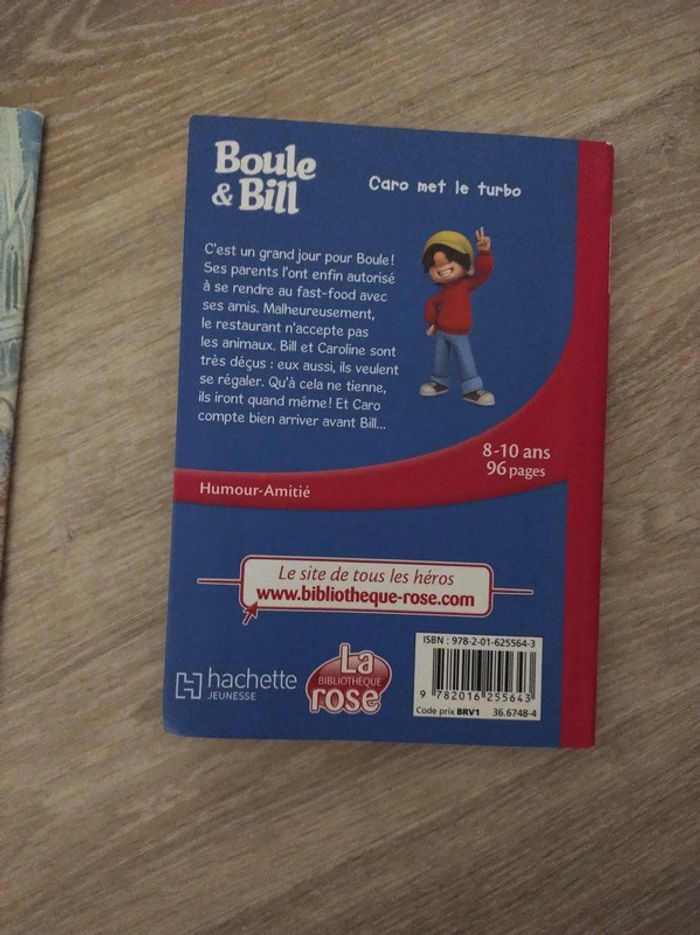 Boule
& Bill
Caro met le turbo
C'est un grand jour pour Boule !
Ses parents l'ont enfin autorisé
à se rendre au fast-food avec
ses amis. Malheureusement,
le restaurant n'accepte pas
les animaux. Bill et Caroline sont
très déçus : eux aussi, ils veulent
se régaler. Qu'à cela ne tienne,
ils iront quand même ! Et Caro
compte bien arriver avant Bill...
8-10 ans
96 pages
Humour-Amitié
Le site de tous les héros
www.bibliotheque-rose.com
hachette
JEUNESSE
La
BIBLIOTHÈQUE
rose
ISBN : 978-2-01-625564-3
9 782016 255643
Code prix BRV1 36.6748-4